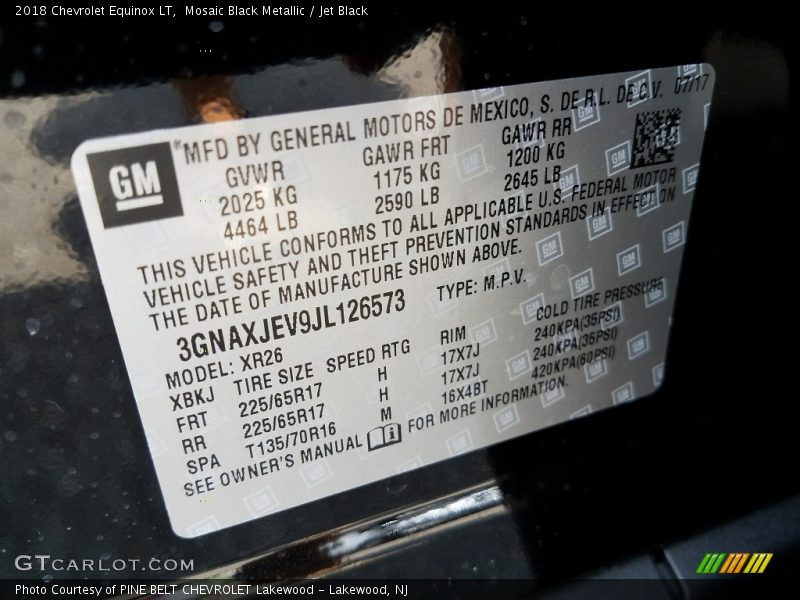 2018 Chevrolet Equinox LT,  Mosaic Black Metallic / Jet Black
GM
®MFD BY GENERAL MOTORS DE MEXICO, S. DE R.L. DE C.V. 07/17
GVWR GAWR FRT GAWR RR
2025 KG 1175 KG 1200 KG
4464 LB 2590 LB 2645 LB
THIS VEHICLE CONFORMS TO ALL APPLICABLE U.S. FEDERAL MOTOR
VEHICLE SAFETY AND THEFT PREVENTION STANDARDS IN EFFECT ON
THE DATE OF MANUFACTURE SHOWN ABOVE.
3GNAXJEV9JL126573 TYPE: M.P.V.
MODEL: XR26
XBKJ TIRE SIZE SPEED RTG RIM COLD TIRE PRESSURE
FRT 225/65R17 H 17X7J 240KPA(35PSI)
RR 225/65R17 H 17X7J 240KPA(35PSI)
SPA T135/70R16 M 16X4BT 420KPA(60PSI)
SEE OWNER'S MANUAL FOR MORE INFORMATION.
GTCARLOT.COM
Photo Courtesy of PINE BELT CHEVROLET Lakewood - Lakewood, NJ